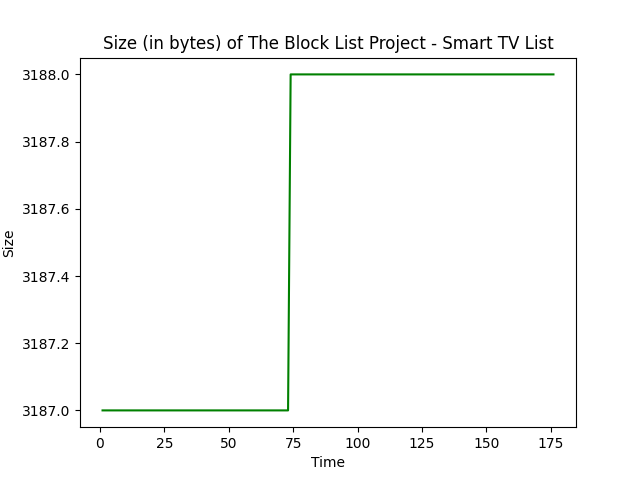 Size (in bytes) of The Block List Project - Smart TV List
3188.0
3187.8
3187.6
3187.4
3187.2
3187.0
Size
0 25 50 75 100 125 150 175
Time